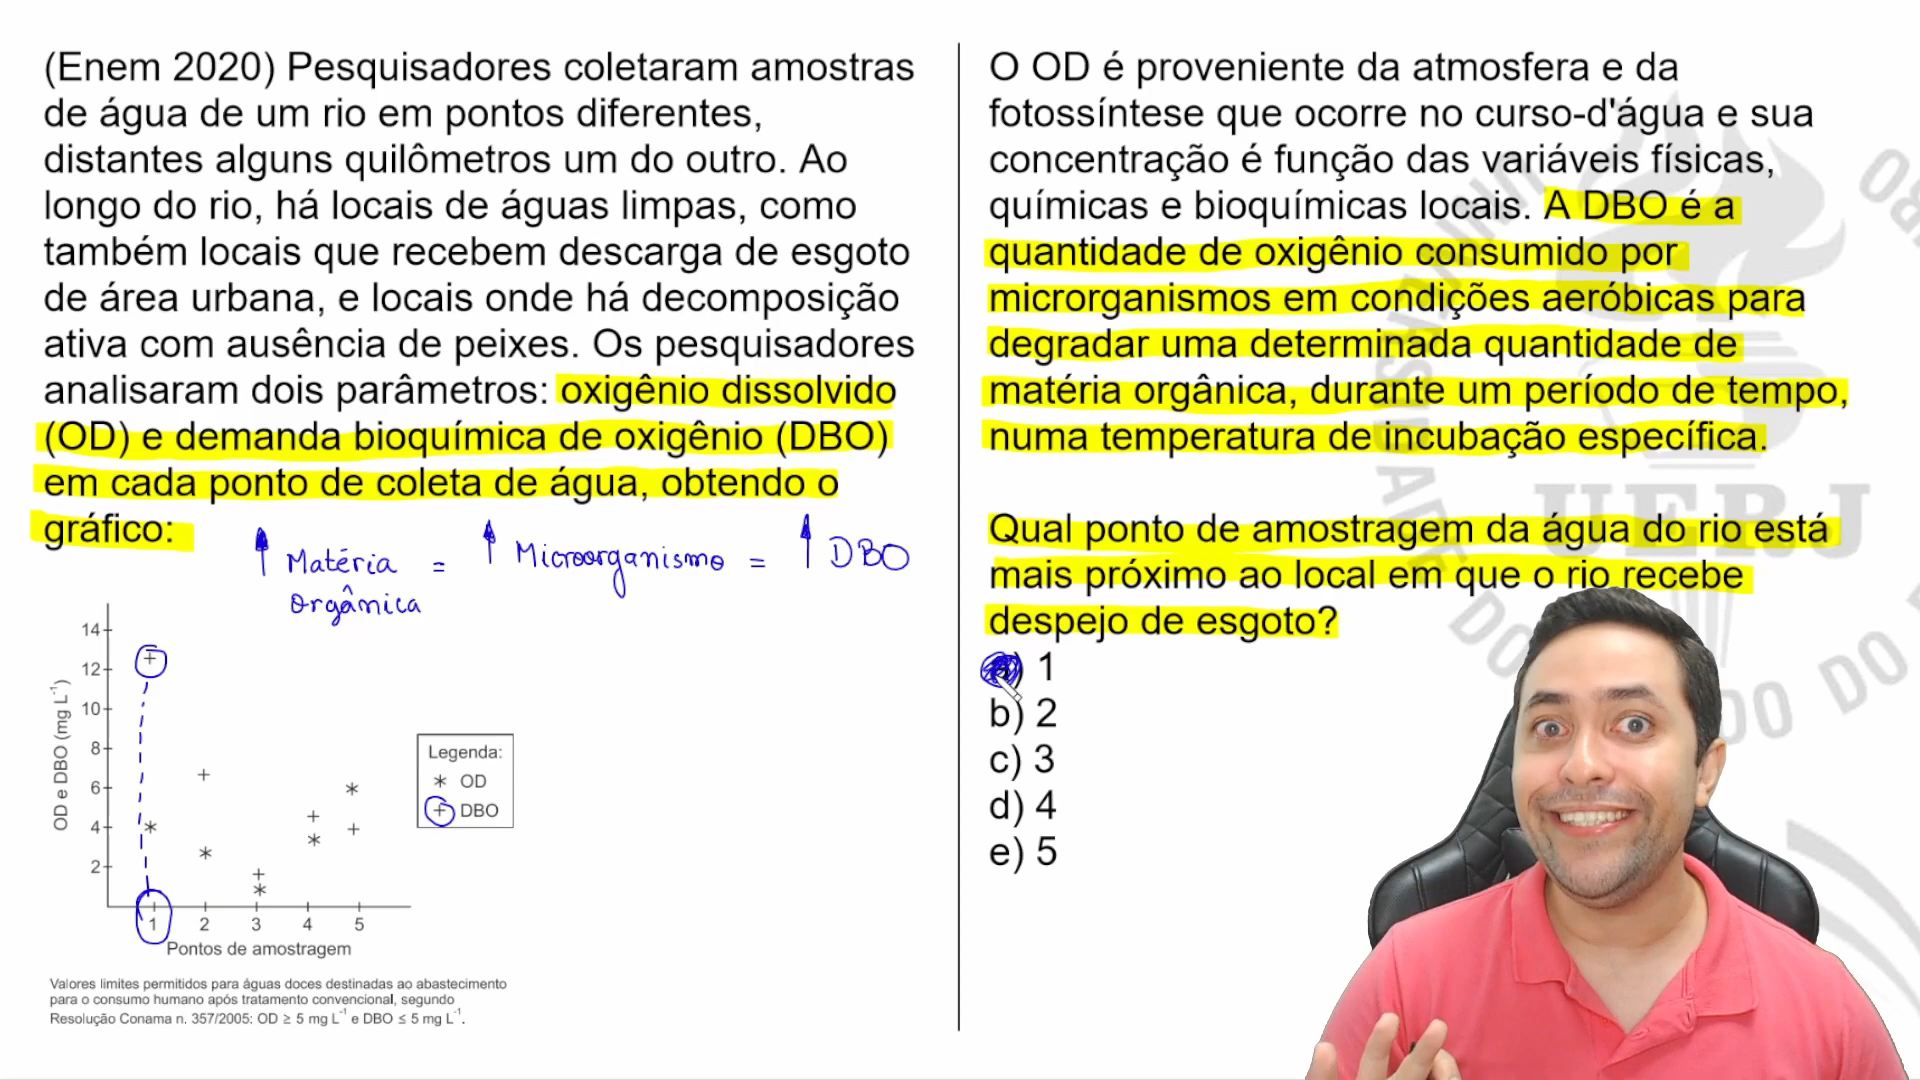 (Enem 2020) Pesquisadores coletaram amostras
de água de um rio em pontos diferentes,
distantes alguns quilômetros um do outro. Ao
longo do rio, há locais de águas limpas, como
também locais que recebem descarga de esgoto
de área urbana, e locais onde há decomposição
ativa com ausência de peixes. Os pesquisadores
analisaram dois parâmetros: oxigênio dissolvido
(OD) e demanda bioquímica de oxigênio (DBO)
em cada ponto de coleta de água, obtendo o
gráfico:
Matéria = Microorganismo = DBO
Orgânica
14
12
10
8
6
4
2
OD e DBO (mg L⁻¹)
1 2 3 4 5
Pontos de amostragem
Legenda:
* OD
+ DBO
Valores limites permitidos para águas doces destinadas ao abastecimento
para o consumo humano após tratamento convencional, segundo
Resolução Conama n. 357/2005: OD ≥ 5 mg L⁻¹ e DBO ≤ 5 mg L⁻¹.
O OD é proveniente da atmosfera e da
fotossíntese que ocorre no curso-d'água e sua
concentração é função das variáveis físicas,
químicas e bioquímicas locais. A DBO é a
quantidade de oxigênio consumido por
microrganismos em condições aeróbicas para
degradar uma determinada quantidade de
matéria orgânica, durante um período de tempo,
numa temperatura de incubação específica.
Qual ponto de amostragem da água do rio está
mais próximo ao local em que o rio recebe
despejo de esgoto?
a) 1
b) 2
c) 3
d) 4
e) 5
UERJ